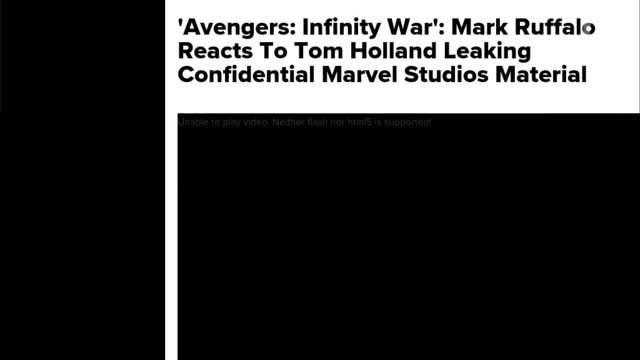 'Avengers: Infinity War': Mark Ruffalo
Reacts To Tom Holland Leaking
Confidential Marvel Studios Material
Unable to play video. Neither flash nor html5 is supported!